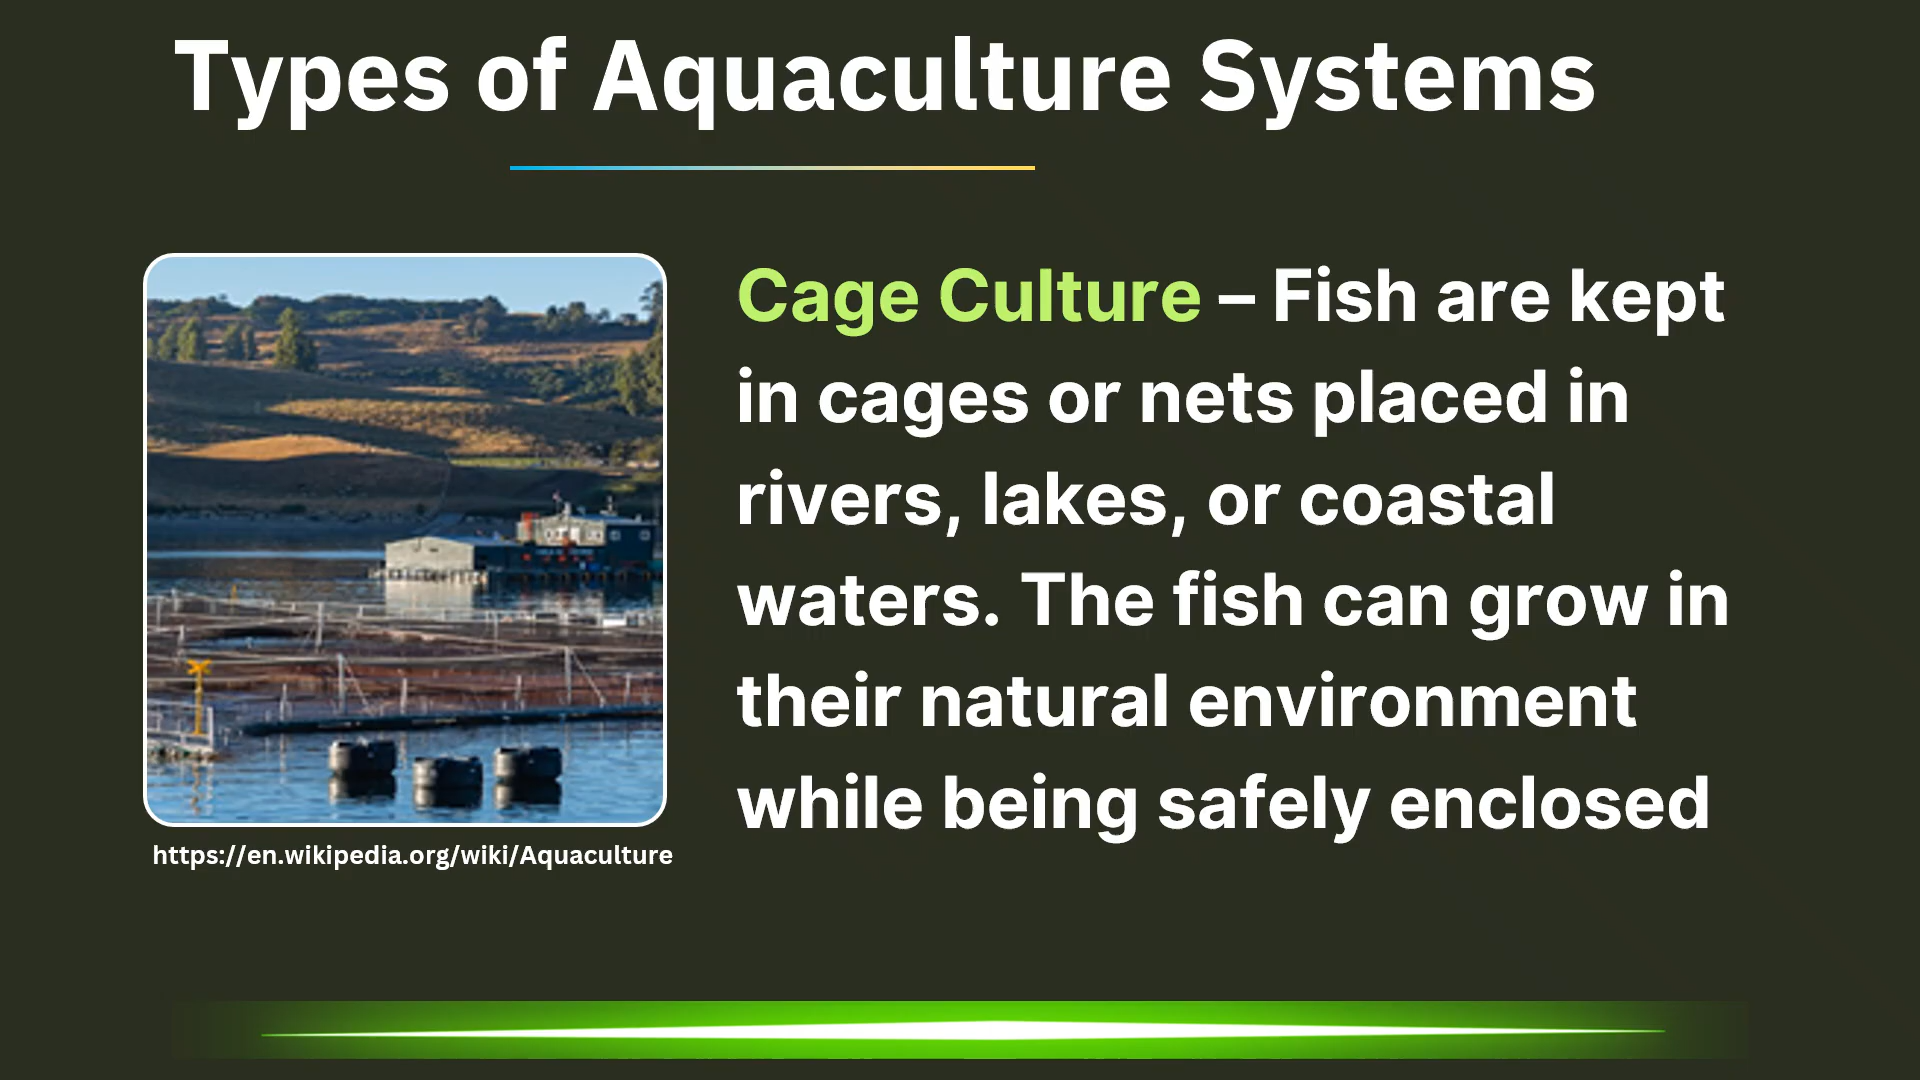 Types of Aquaculture Systems
Cage Culture – Fish are kept
in cages or nets placed in
rivers, lakes, or coastal
waters. The fish can grow in
their natural environment
while being safely enclosed
https://en.wikipedia.org/wiki/Aquaculture